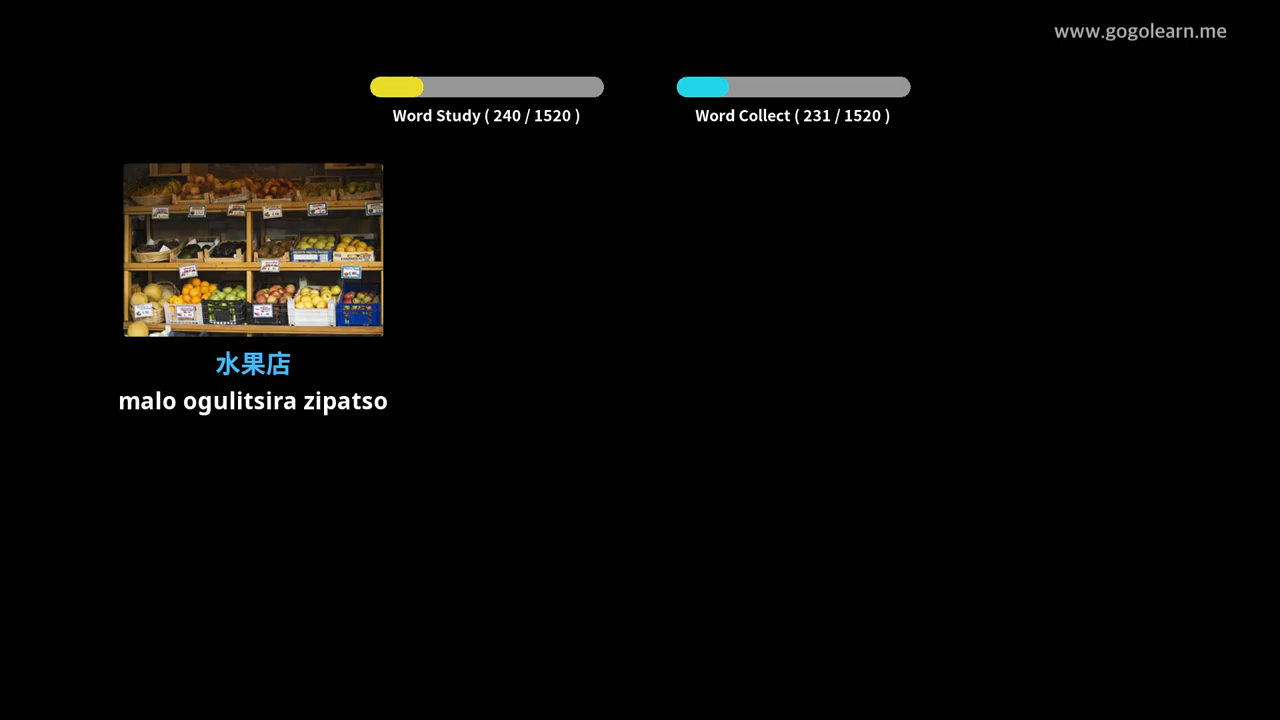 www.gogolearn.me
Word Study ( 240 / 1520 )
Word Collect ( 231 / 1520 )
水果店
malo ogulitsira zipatso